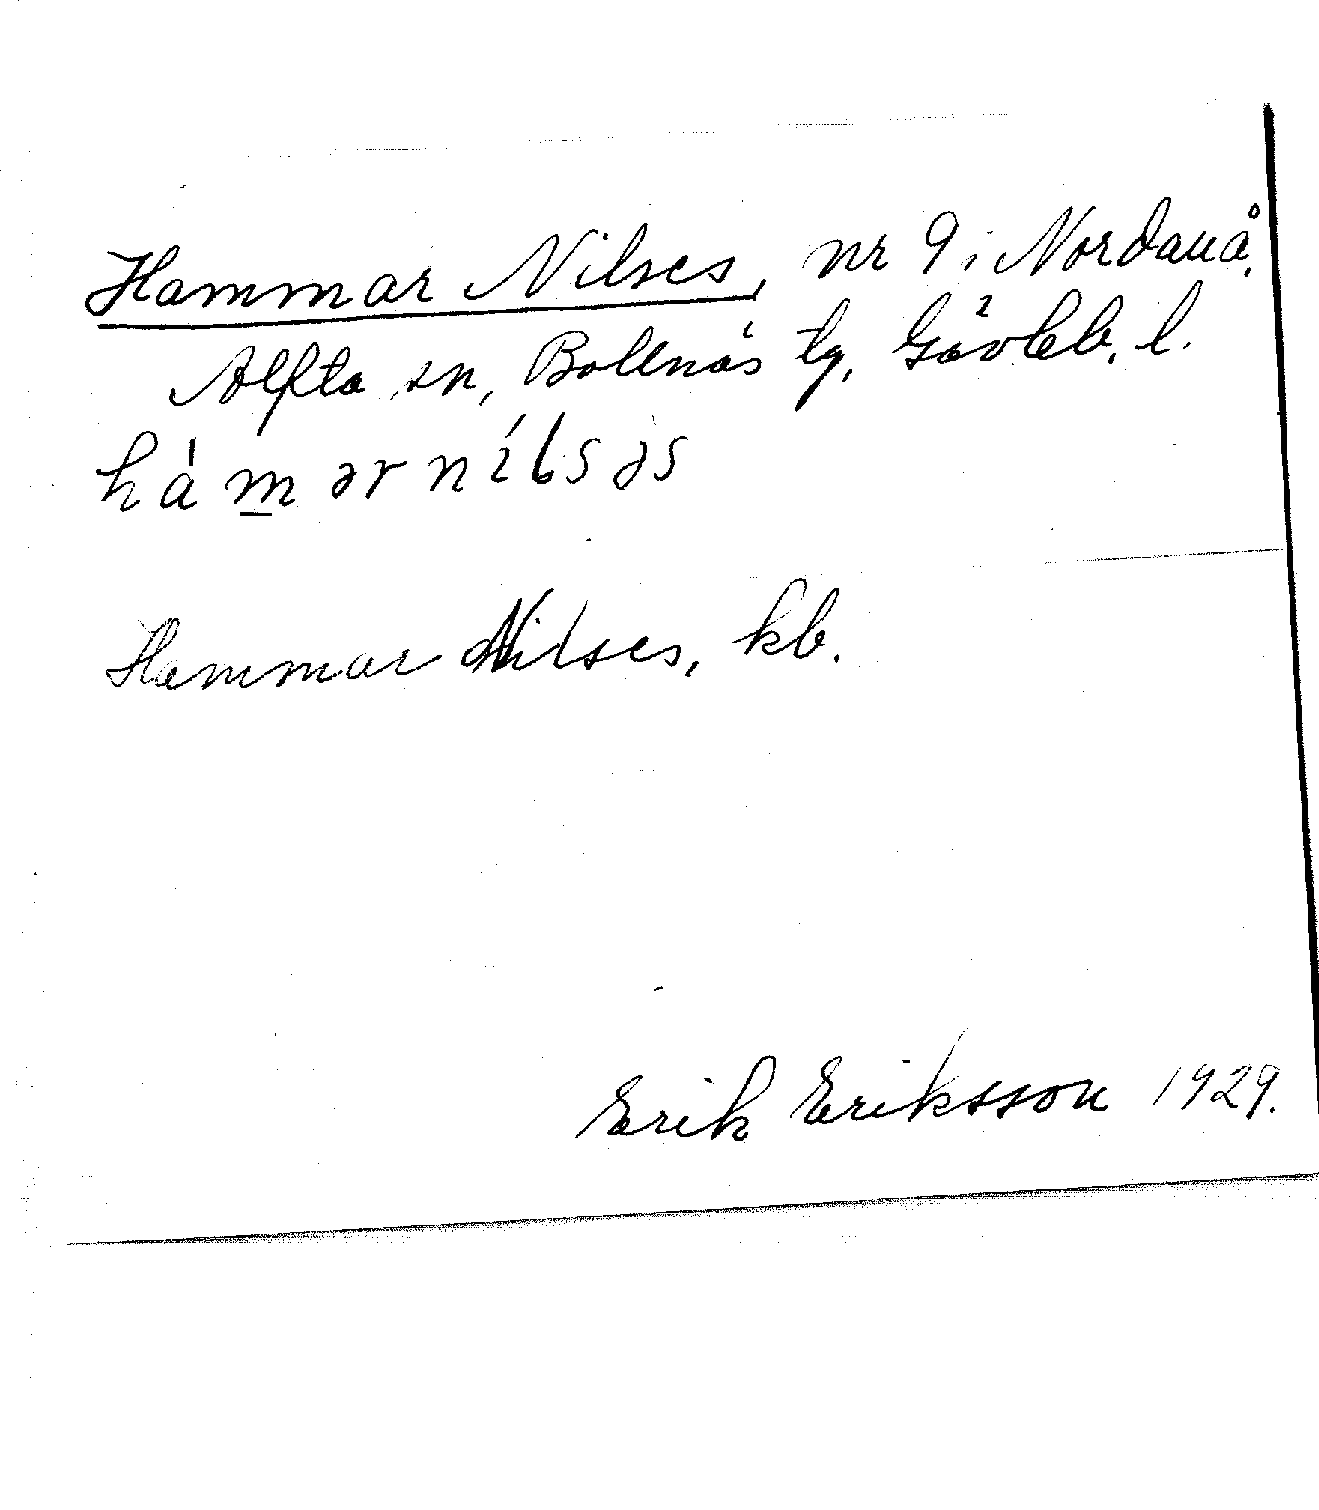 Hammar Nilses, nr 9 i Nordanå,
Alfta sn, Bollnäs tg, Gävleb. l.
hámərnílsəs
Hammar Nilses, kb.
Erik Eriksson 1929.